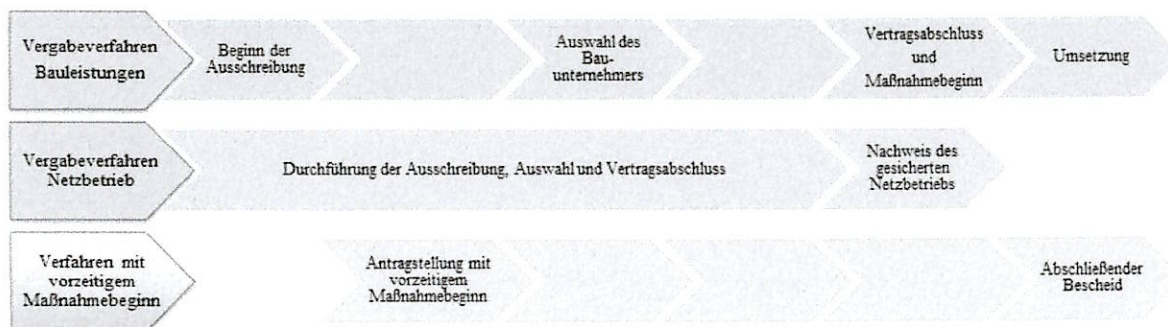 Vergabeverfahren
Bauleistungen
Beginn der
Ausschreibung
Auswahl des
Bau-
unternehmers
Vertragsabschluss
und
Maßnahmebeginn
Umsetzung
Vergabeverfahren
Netzbetrieb
Durchführung der Ausschreibung, Auswahl und Vertragsabschluss
Nachweis des
gesicherten
Netzbetriebs
Verfahren mit
vorzeitigem
Maßnahmebeginn
Antragstellung mit
vorzeitigem
Maßnahmebeginn
Abschließender
Bescheid